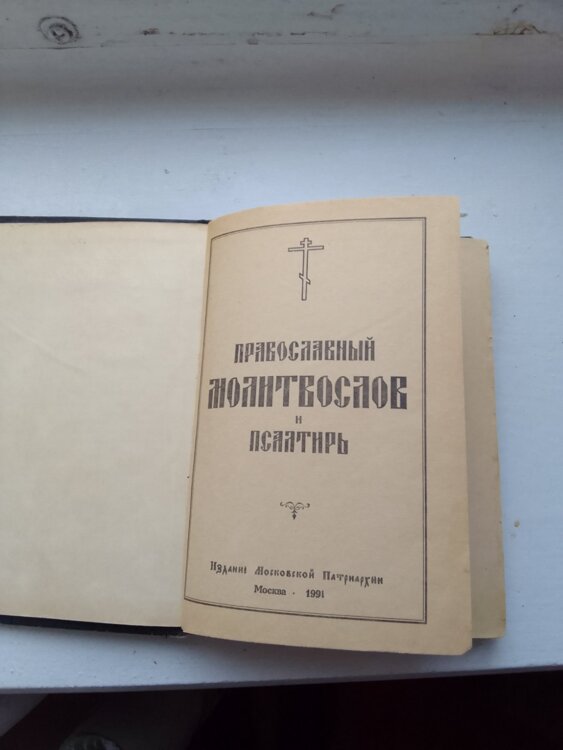 ПРАВОСЛАВНЫЙ
МОЛИТВОСЛОВ
И
ПСАЛТИРЬ
Издание Московской Патриархии
Москва · 1991